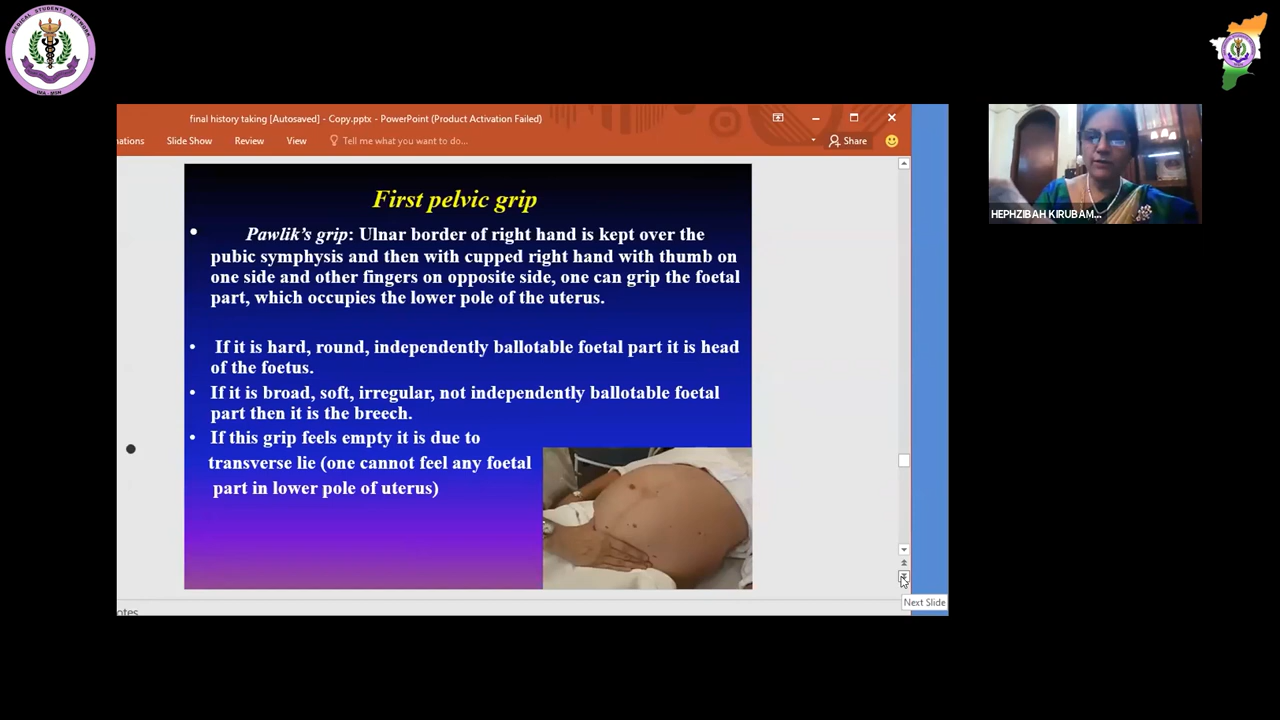 MEDICAL STUDENTS NETWORK
IMA - MSN
final history taking [Autosaved] - Copy.pptx - PowerPoint (Product Activation Failed)
nations
Slide Show
Review
View
Tell me what you want to do...
Share
First pelvic grip
• Pawlik's grip: Ulnar border of right hand is kept over the
pubic symphysis and then with cupped right hand with thumb on
one side and other fingers on opposite side, one can grip the foetal
part, which occupies the lower pole of the uterus.
• If it is hard, round, independently ballotable foetal part it is head
of the foetus.
• If it is broad, soft, irregular, not independently ballotable foetal
part then it is the breech.
• If this grip feels empty it is due to
transverse lie (one cannot feel any foetal
part in lower pole of uterus)
HEPHZIBAH KIRUBAM...
Next Slide
otes